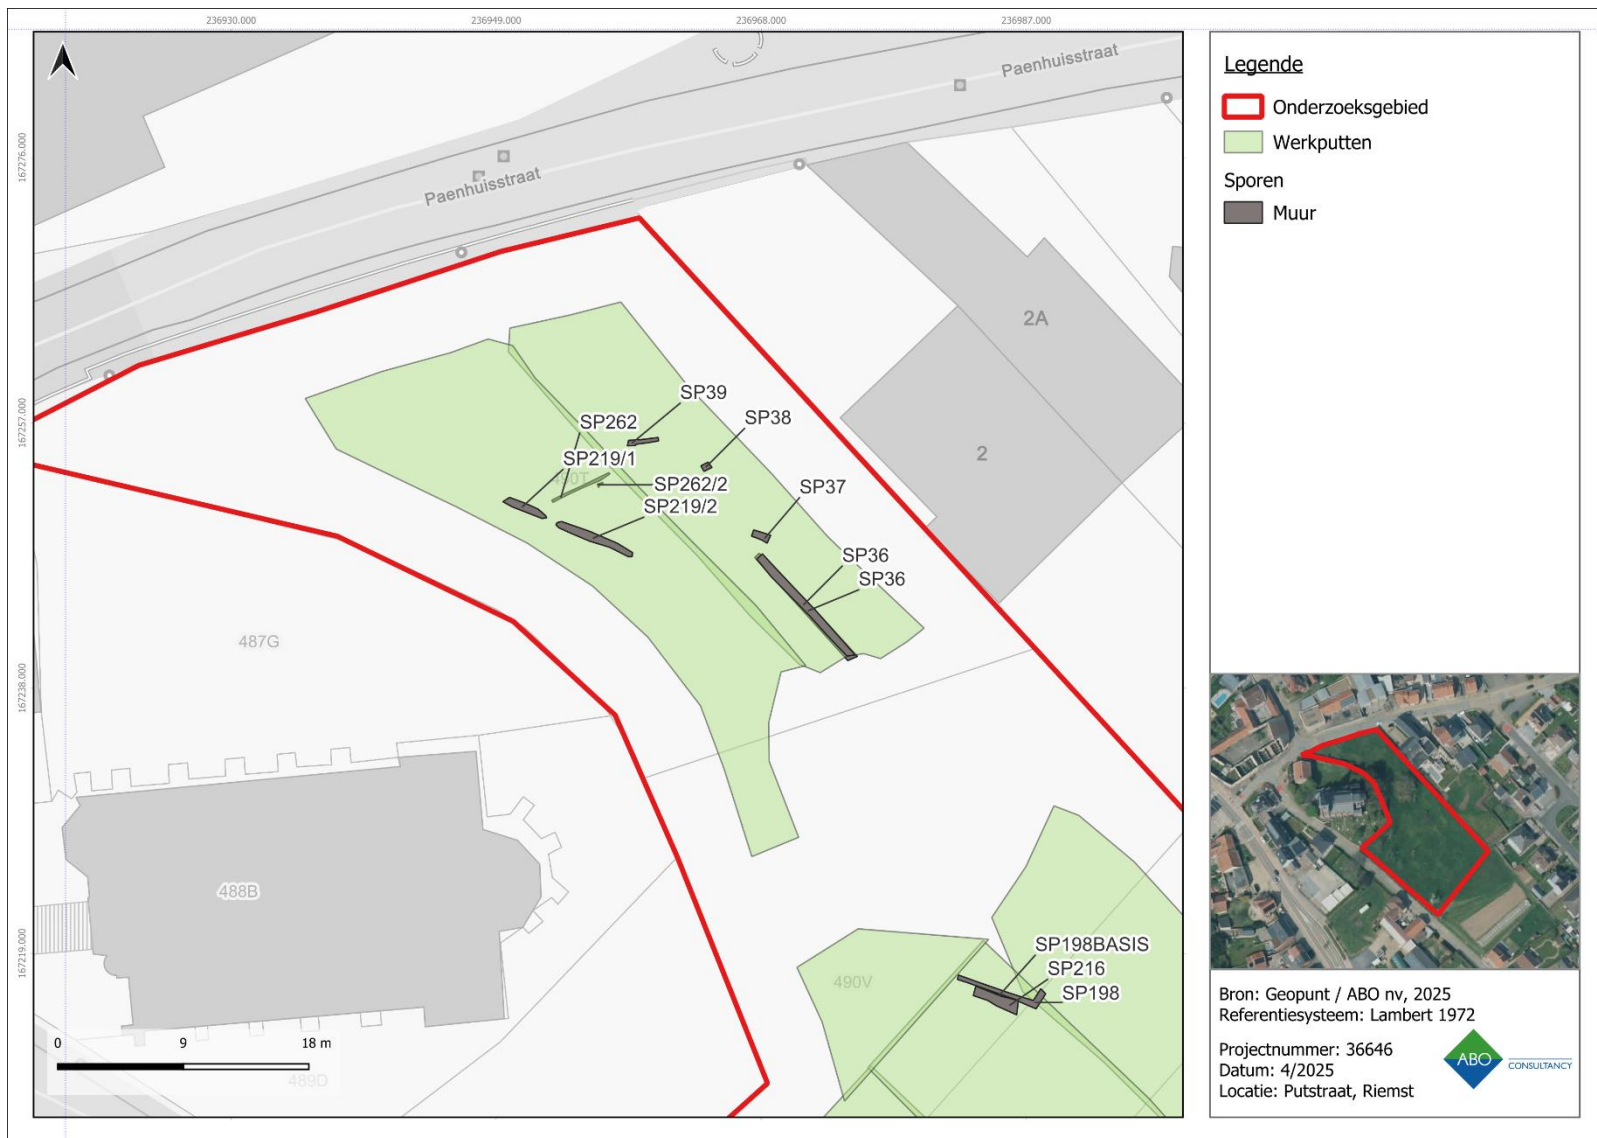 236930.000
236949.000
236968.000
236987.000
167276.000
167257.000
167238.000
167219.000
Paenhuisstraat
Paenhuisstraat
2A
2
SP39
SP262
SP38
SP219/1
490T
SP262/2
SP37
SP219/2
SP36
SP36
487G
488B
SP198BASIS
SP216
490V
SP198
0
9
18 m
489D
Legende
Onderzoeksgebied
Werkputten
Sporen
Muur
Bron: Geopunt / ABO nv, 2025
Referentiesysteem: Lambert 1972
Projectnummer: 36646
Datum: 4/2025
Locatie: Putstraat, Riemst
ABO
CONSULTANCY